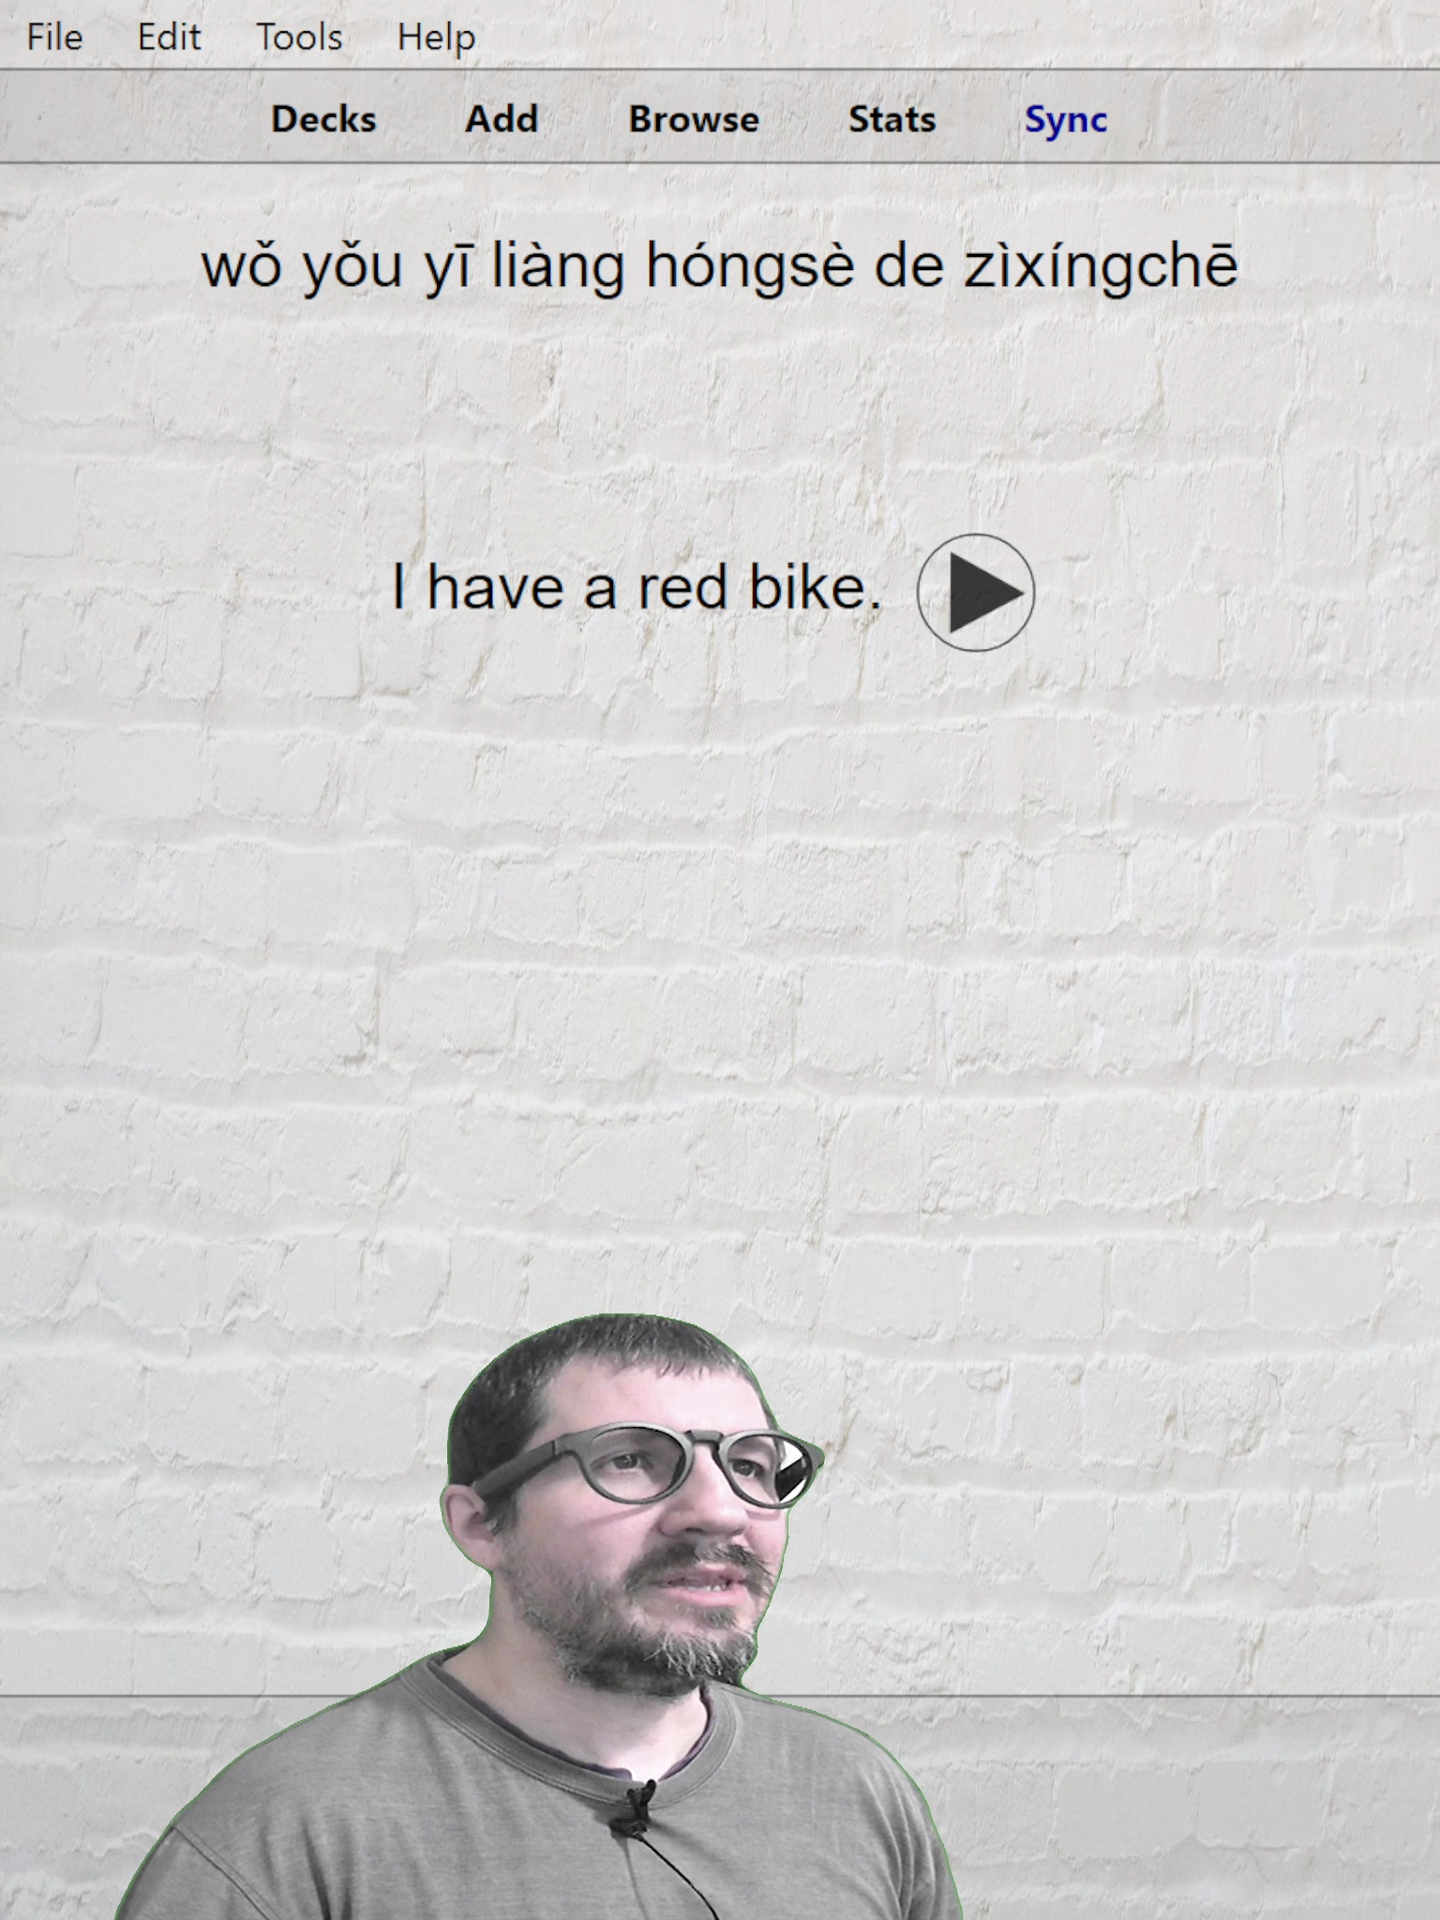 File Edit Tools Help
Decks Add Browse Stats Sync
wǒ yǒu yī liàng hóngsè de zìxíngchē
I have a red bike.